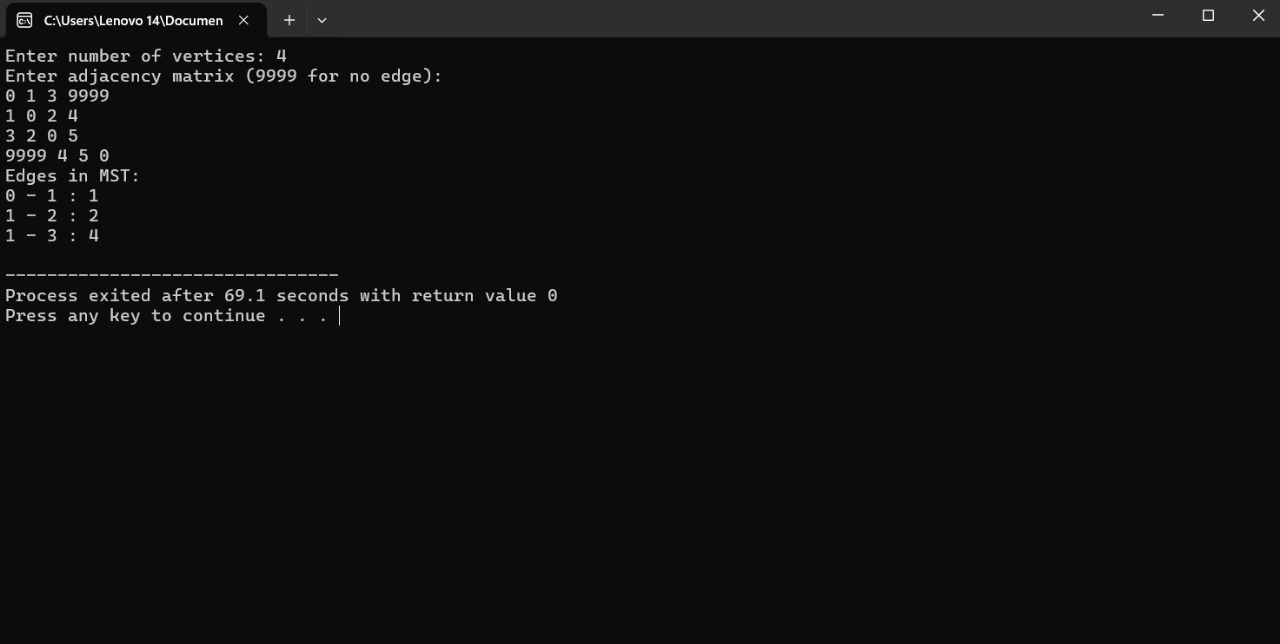 C:\Users\Lenovo 14\Documen
Enter number of vertices: 4
Enter adjacency matrix (9999 for no edge):
0 1 3 9999
1 0 2 4
3 2 0 5
9999 4 5 0
Edges in MST:
0 - 1 : 1
1 - 2 : 2
1 - 3 : 4
--------------------------------
Process exited after 69.1 seconds with return value 0
Press any key to continue . . .